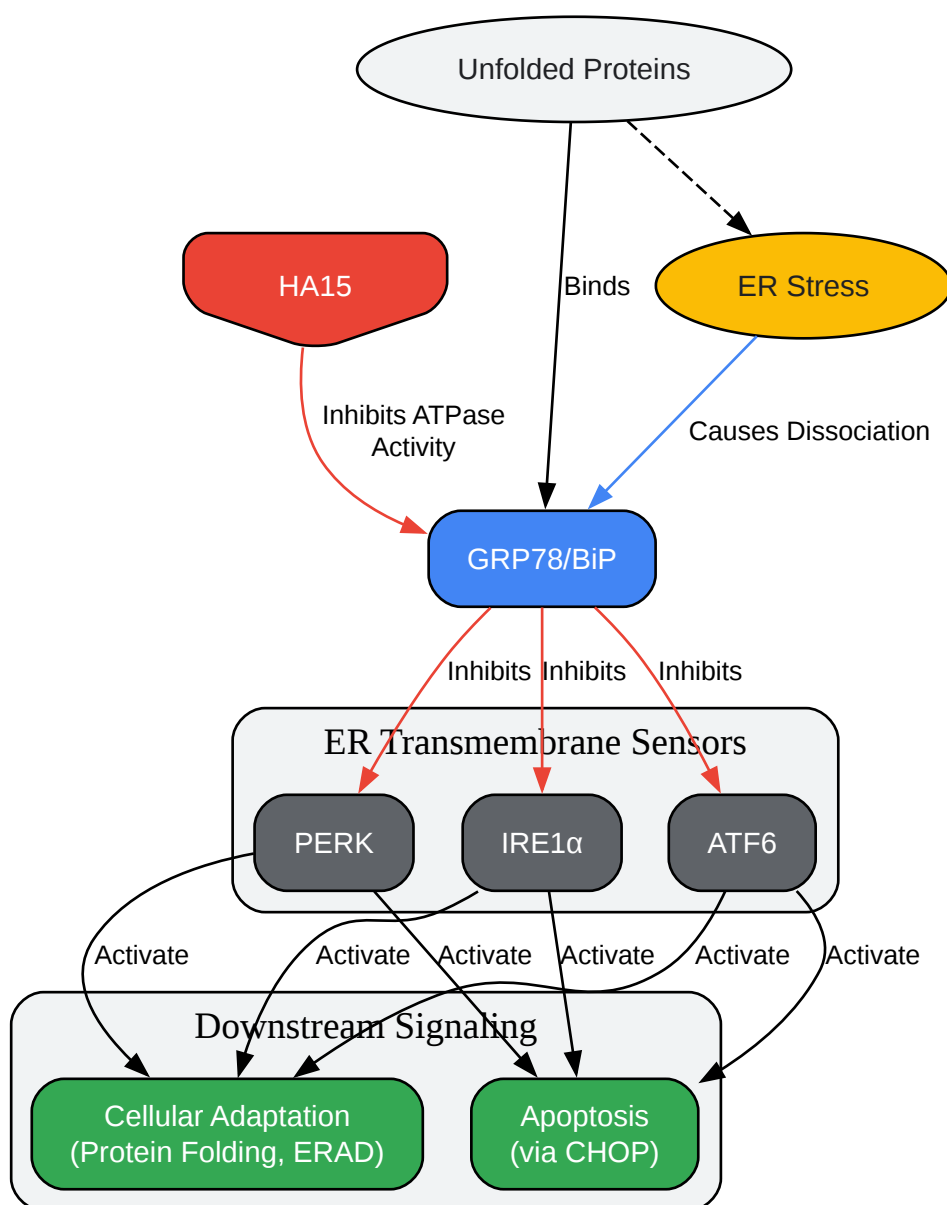 Unfolded Proteins
HA15
Binds
ER Stress
Inhibits ATPase
Activity
Causes Dissociation
GRP78/BiP
Inhibits
Inhibits
Inhibits
ER Transmembrane Sensors
PERK
IRE1α
ATF6
Activate
Activate
Activate
Activate
Activate
Activate
Downstream Signaling
Cellular Adaptation
(Protein Folding, ERAD)
Apoptosis
(via CHOP)